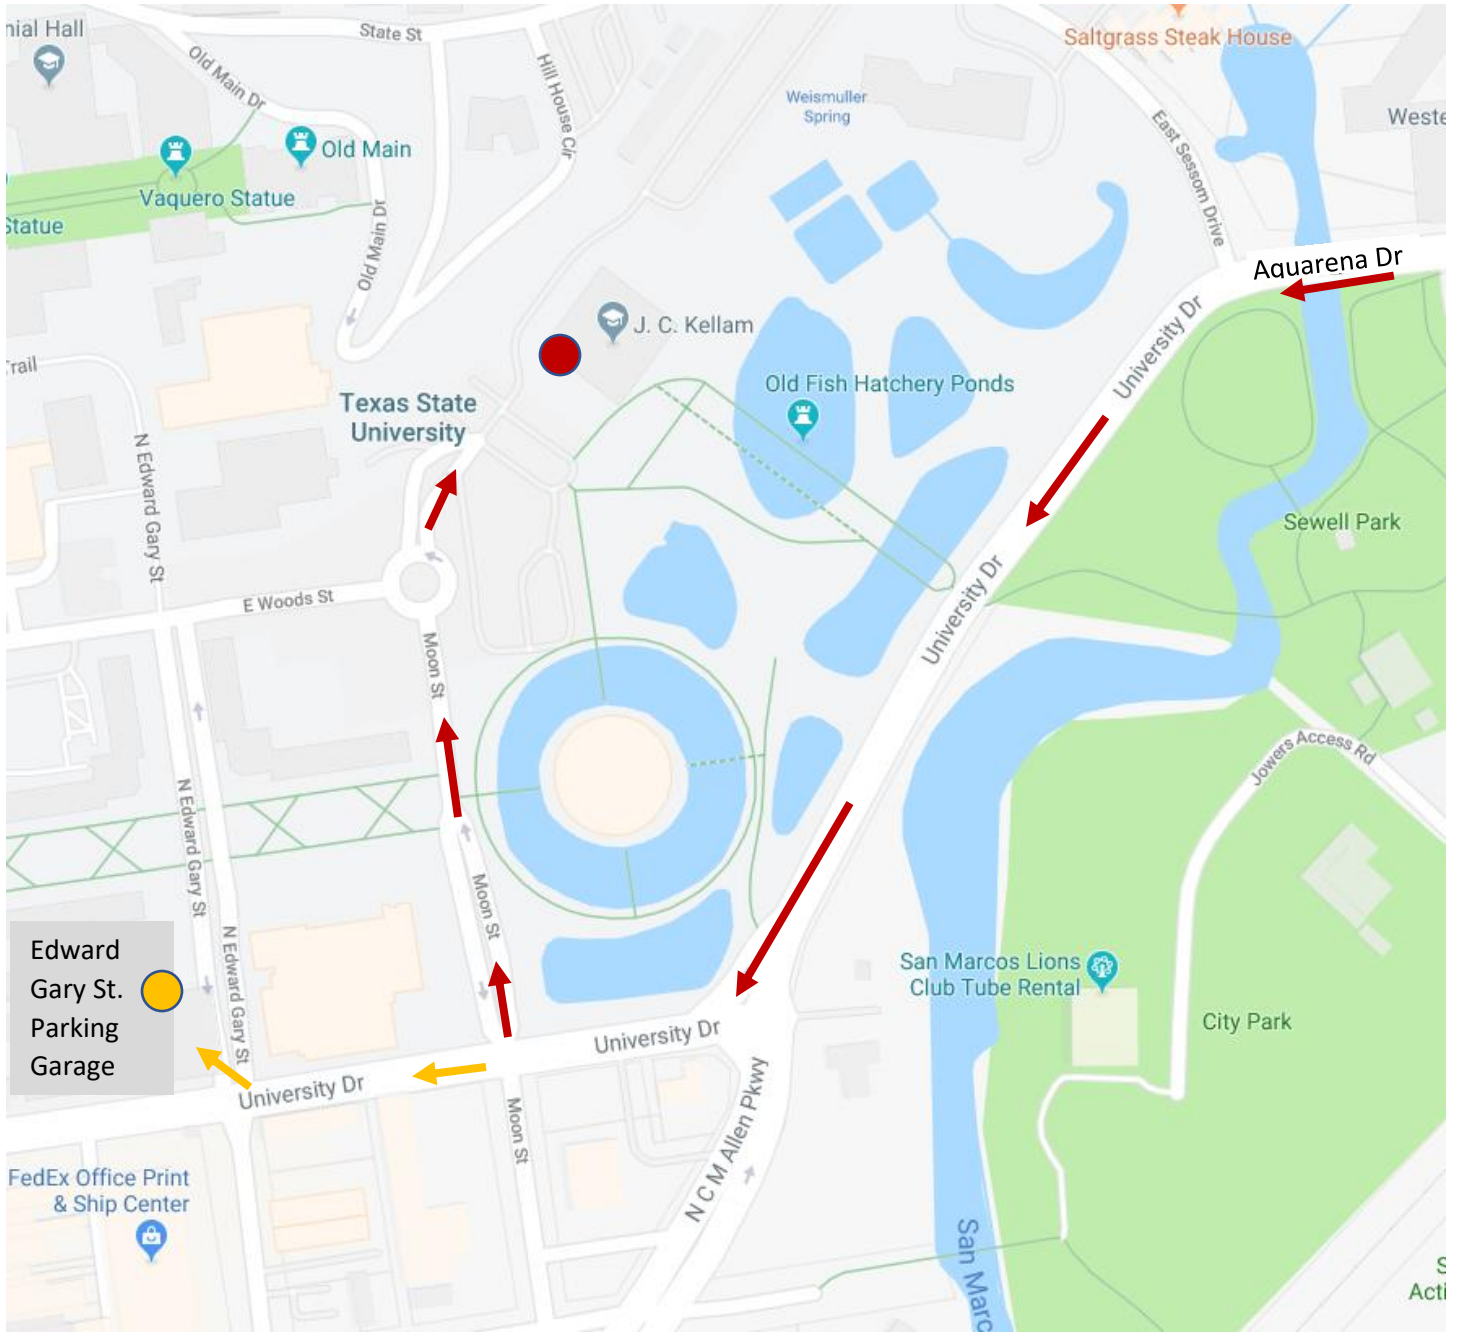 nial Hall
State St
Saltgrass Steak House
Old Main Dr
Hill House Cir
Weismuller
Spring
Weste
East Sessom Drive
Old Main
Vaquero Statue
Statue
Old Main Dr
Aquarena Dr
J. C. Kellam
University Dr
Trail
Old Fish Hatchery Ponds
Texas State
University
N Edward Gary St
Sewell Park
University Dr
E Woods St
Moon St
Jowers Access Rd
N Edward Gary St
Moon St
N Edward Gary St
Edward
Gary St.
Parking
Garage
San Marcos Lions
Club Tube Rental
City Park
University Dr
University Dr
Moon St
N C M Allen Pkwy
FedEx Office Print
& Ship Center
San Marc
S
Acti